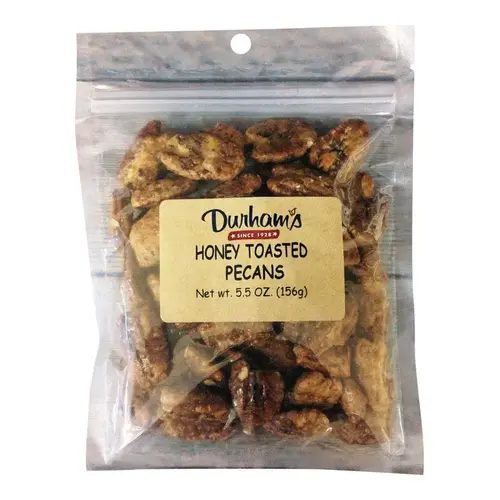 Durham's
★ SINCE 1928 ★
HONEY TOASTED
PECANS
Net wt. 5.5 OZ. (156g)